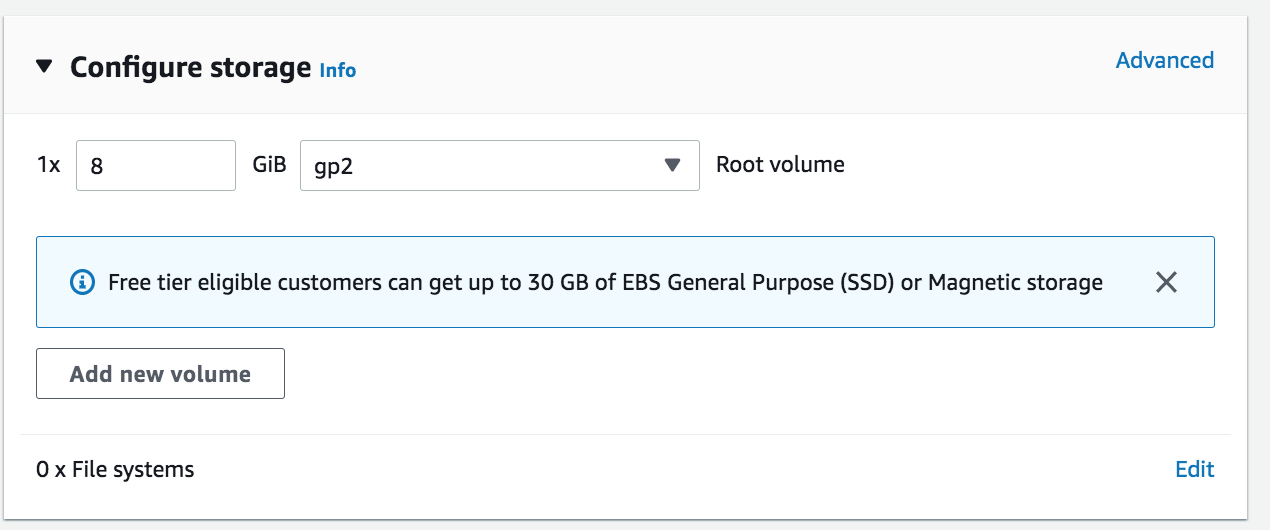 Configure storage Info
Advanced
1x 8 GiB gp2 Root volume
Free tier eligible customers can get up to 30 GB of EBS General Purpose (SSD) or Magnetic storage
Add new volume
0 x File systems
Edit